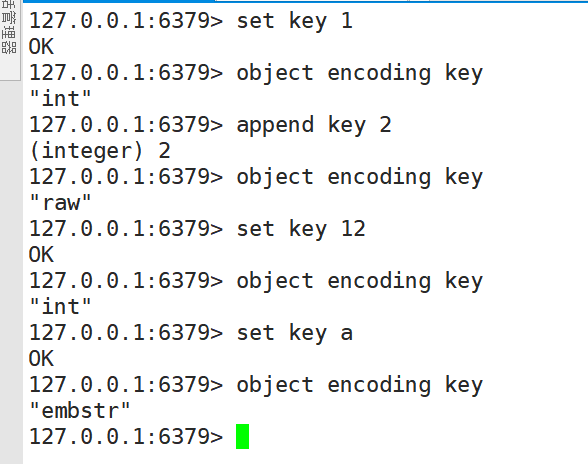 话管理器
127.0.0.1:6379> set key 1
OK
127.0.0.1:6379> object encoding key
"int"
127.0.0.1:6379> append key 2
(integer) 2
127.0.0.1:6379> object encoding key
"raw"
127.0.0.1:6379> set key 12
OK
127.0.0.1:6379> object encoding key
"int"
127.0.0.1:6379> set key a
OK
127.0.0.1:6379> object encoding key
"embstr"
127.0.0.1:6379>